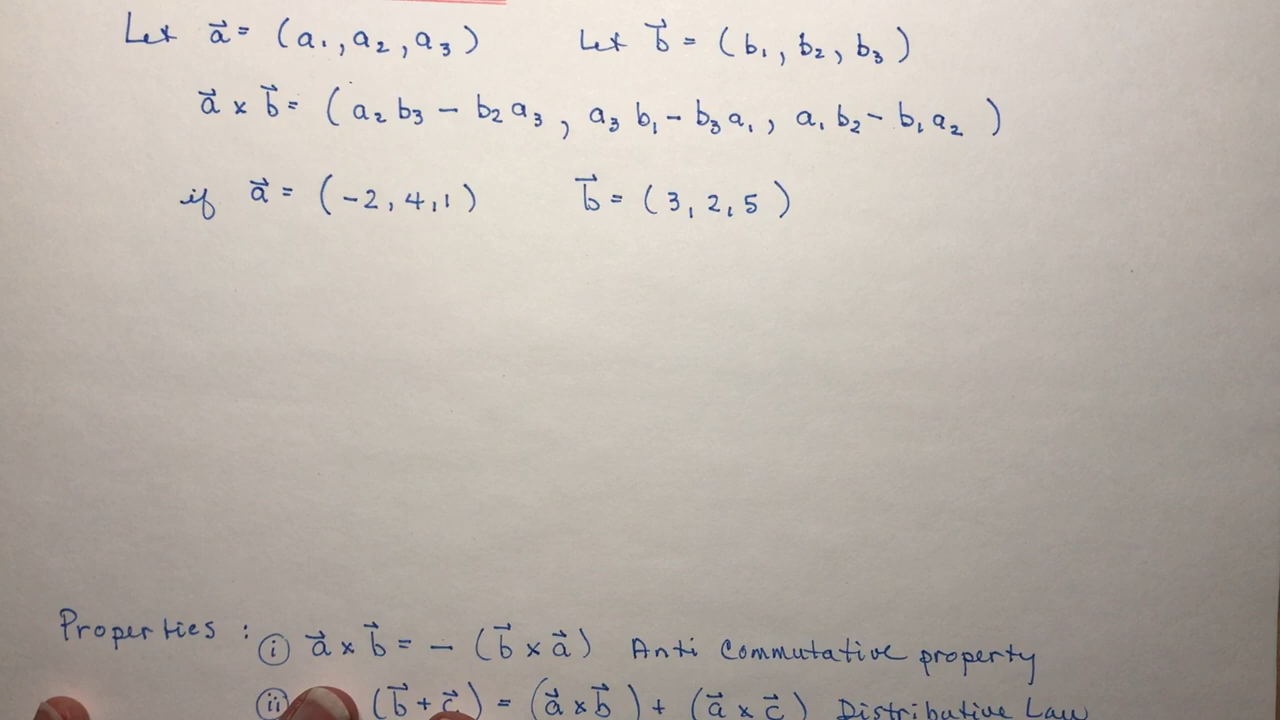 Let a⃗ = (a₁, a₂, a₃) Let b⃗ = (b₁, b₂, b₃)
a⃗ × b⃗ = (a₂b₃ − b₂a₃, a₃b₁ − b₃a₁, a₁b₂ − b₁a₂)
if a⃗ = (-2, 4, 1) b⃗ = (3, 2, 5)
Properties : (i) a⃗ × b⃗ = − (b⃗ × a⃗) Anti Commutative property
(ii) (b⃗ + c⃗) = (a⃗ × b⃗) + (a⃗ × c⃗) Distributive Law